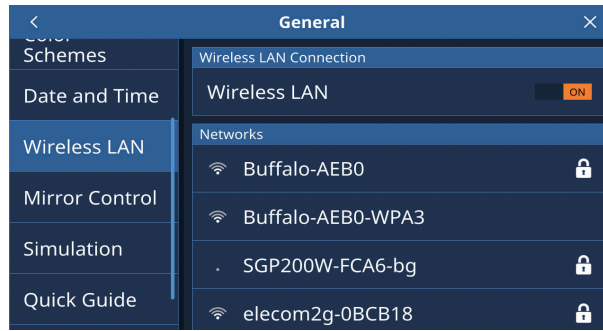 General
Color
Schemes
Date and Time
Wireless LAN
Mirror Control
Simulation
Quick Guide
Wireless LAN Connection
Wireless LAN
ON
Networks
Buffalo-AEB0
Buffalo-AEB0-WPA3
SGP200W-FCA6-bg
elecom2g-0BCB18